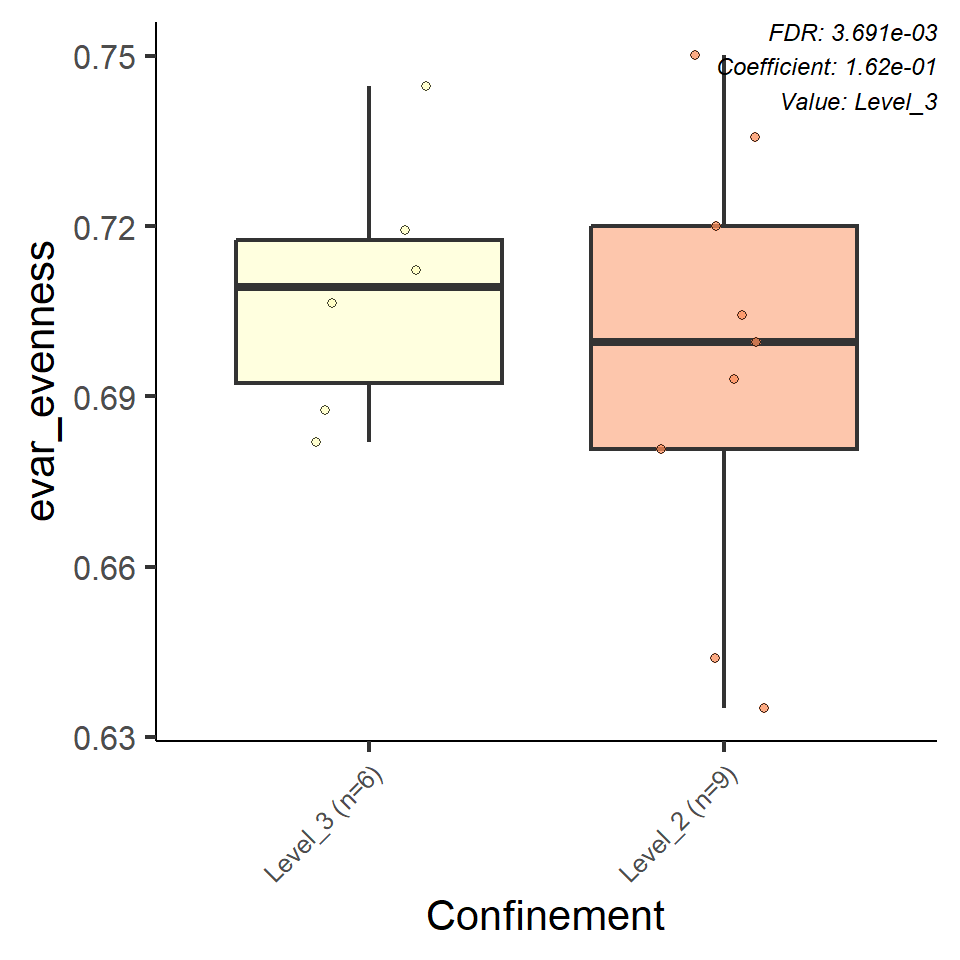 FDR: 3.691e-03
Coefficient: 1.62e-01
Value: Level_3
0.75
0.72
0.69
0.66
0.63
evar_evenness
Level_3 (n=6)
Level_2 (n=9)
Confinement